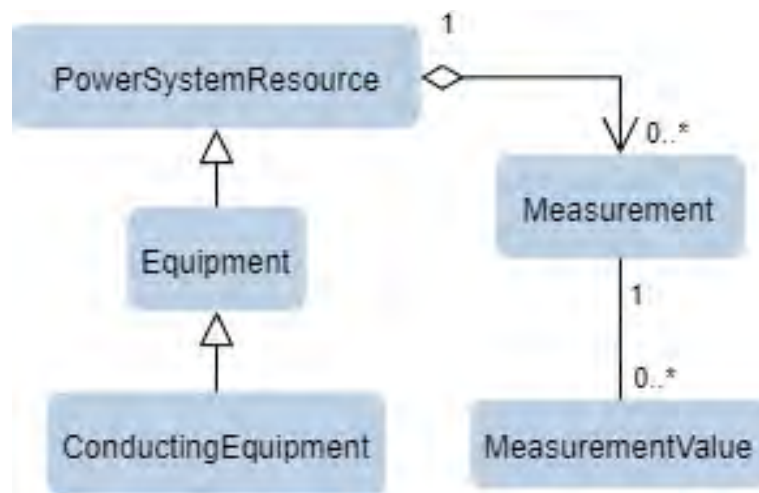 1
PowerSystemResource
0..*
Measurement
Equipment
1
0..*
ConductingEquipment
MeasurementValue